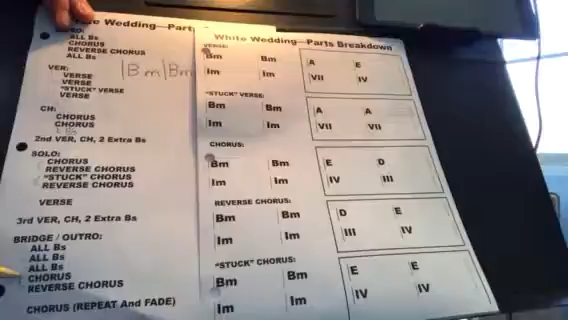 Wedding—Part
ALL Bs
CHORUS
REVERSE CHORUS
ALL Bs
VER:
VERSE
VERSE
"STUCK" VERSE
VERSE
|Bm|Bm
CH:
CHORUS
CHORUS
2nd VER, CH, 2 Extra Bs
SOLO:
CHORUS
REVERSE CHORUS
"STUCK" CHORUS
REVERSE CHORUS
VERSE
3rd VER, CH, 2 Extra Bs
BRIDGE / OUTRO:
ALL Bs
ALL Bs
ALL Bs
CHORUS
REVERSE CHORUS
CHORUS (REPEAT And FADE)
White Wedding—Parts Breakdown
VERSE:
Bm Bm A E
Im Im VII IV
"STUCK" VERSE:
Bm Bm A A
Im Im VII VII
CHORUS:
Bm Bm E D
Im Im IV III
REVERSE CHORUS:
Bm Bm D E
Im Im III IV
"STUCK" CHORUS:
Bm Bm E E
Im Im IV IV